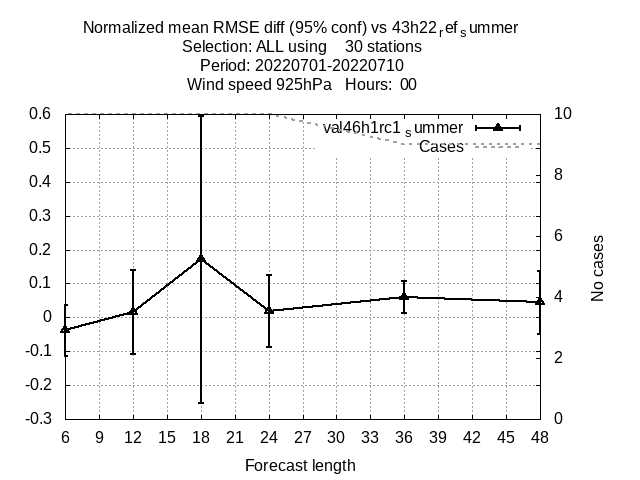 Normalized mean RMSE diff (95% conf) vs 43h22refsummer
Selection: ALL using 30 stations
Period: 20220701-20220710
Wind speed 925hPa Hours: 00
0.6
0.5
0.4
0.3
0.2
0.1
0
-0.1
-0.2
-0.3
val46h1rc1summer
Cases
10
8
6
4
2
0
No cases
6 9 12 15 18 21 24 27 30 33 36 39 42 45 48
Forecast length